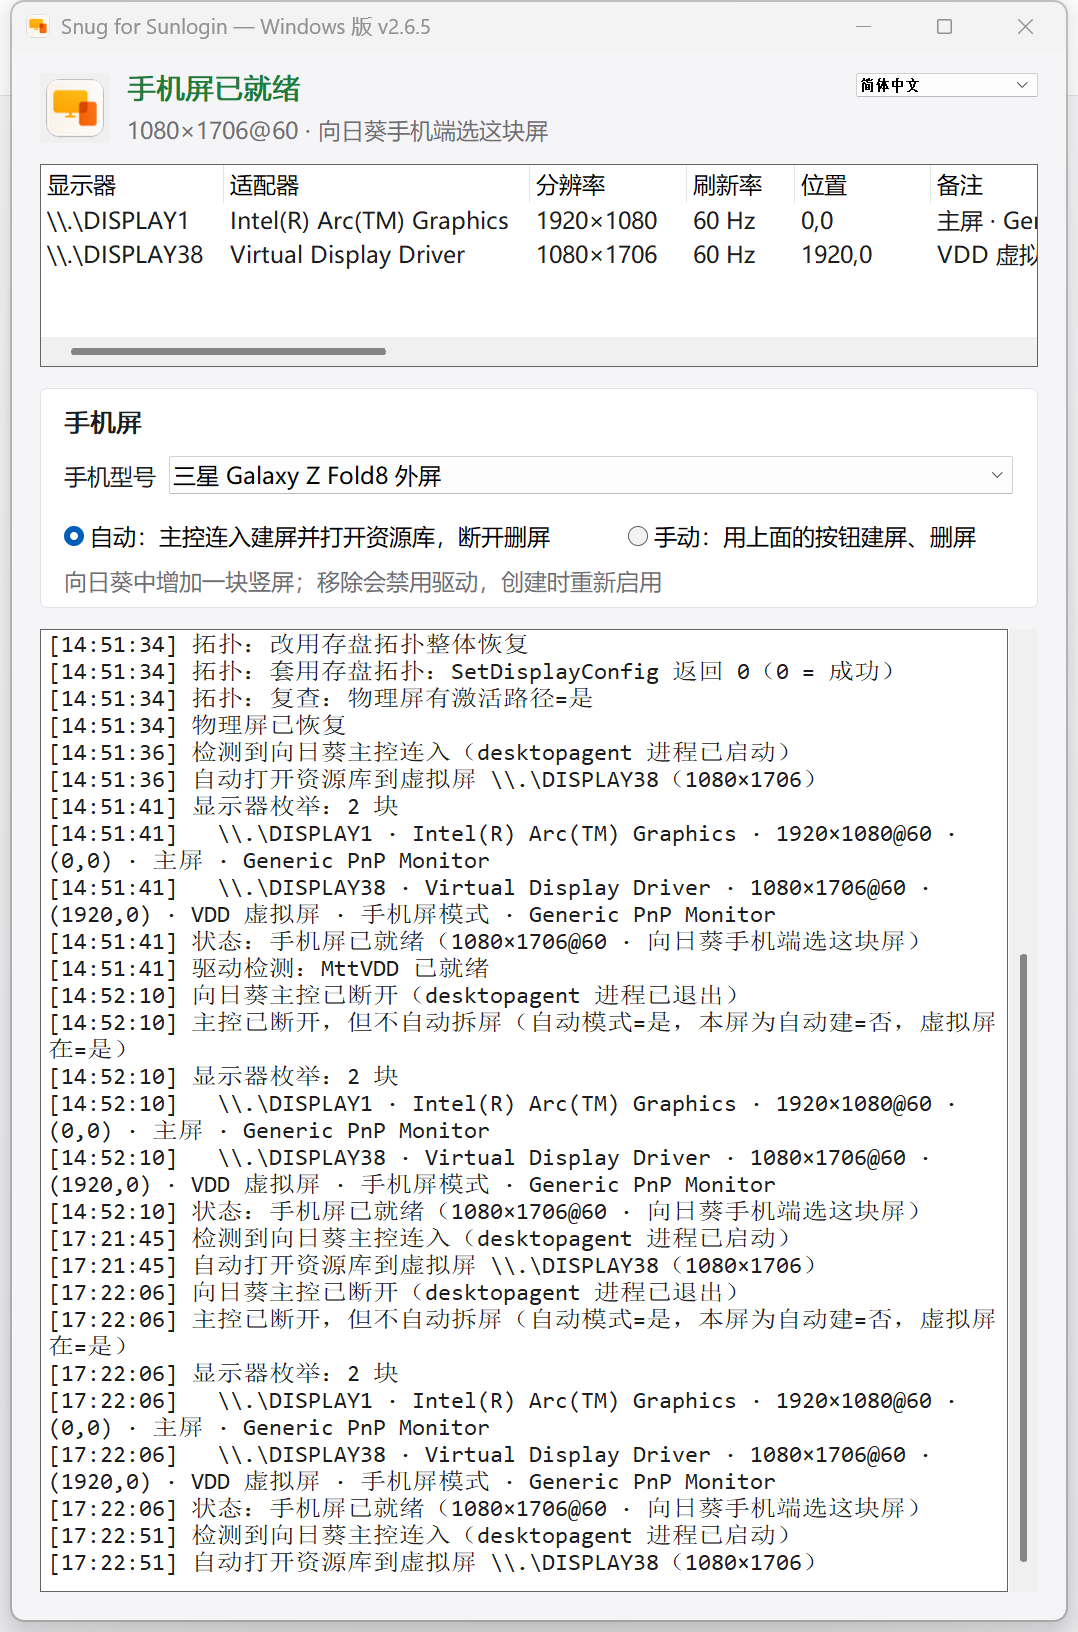 Snug for Sunlogin — Windows 版 v2.6.5
手机屏已就绪
简体中文
1080×1706@60 · 向日葵手机端选这块屏
显示器 适配器 分辨率 刷新率 位置 备注
\\.\DISPLAY1 Intel(R) Arc(TM) Graphics 1920×1080 60 Hz 0,0 主屏 · Ger
\\.\DISPLAY38 Virtual Display Driver 1080×1706 60 Hz 1920,0 VDD 虚拟
手机屏
手机型号 三星 Galaxy Z Fold8 外屏
自动：主控连入建屏并打开资源库，断开删屏 手动：用上面的按钮建屏、删屏
向日葵中增加一块竖屏；移除会禁用驱动，创建时重新启用
[14:51:34] 拓扑：改用存盘拓扑整体恢复
[14:51:34] 拓扑：套用存盘拓扑：SetDisplayConfig 返回 0（0 = 成功）
[14:51:34] 拓扑：复查：物理屏有激活路径=是
[14:51:34] 物理屏已恢复
[14:51:36] 检测到向日葵主控连入（desktopagent 进程已启动）
[14:51:36] 自动打开资源库到虚拟屏 \\.\DISPLAY38（1080×1706）
[14:51:41] 显示器枚举：2 块
[14:51:41]   \\.\DISPLAY1 · Intel(R) Arc(TM) Graphics · 1920×1080@60 ·
(0,0) · 主屏 · Generic PnP Monitor
[14:51:41]   \\.\DISPLAY38 · Virtual Display Driver · 1080×1706@60 ·
(1920,0) · VDD 虚拟屏 · 手机屏模式 · Generic PnP Monitor
[14:51:41] 状态：手机屏已就绪（1080×1706@60 · 向日葵手机端选这块屏）
[14:51:41] 驱动检测：MttVDD 已就绪
[14:52:10] 向日葵主控已断开（desktopagent 进程已退出）
[14:52:10] 主控已断开，但不自动拆屏（自动模式=是，本屏为自动建=否，虚拟屏
在=是）
[14:52:10] 显示器枚举：2 块
[14:52:10]   \\.\DISPLAY1 · Intel(R) Arc(TM) Graphics · 1920×1080@60 ·
(0,0) · 主屏 · Generic PnP Monitor
[14:52:10]   \\.\DISPLAY38 · Virtual Display Driver · 1080×1706@60 ·
(1920,0) · VDD 虚拟屏 · 手机屏模式 · Generic PnP Monitor
[14:52:10] 状态：手机屏已就绪（1080×1706@60 · 向日葵手机端选这块屏）
[17:21:45] 检测到向日葵主控连入（desktopagent 进程已启动）
[17:21:45] 自动打开资源库到虚拟屏 \\.\DISPLAY38（1080×1706）
[17:22:06] 向日葵主控已断开（desktopagent 进程已退出）
[17:22:06] 主控已断开，但不自动拆屏（自动模式=是，本屏为自动建=否，虚拟屏
在=是）
[17:22:06] 显示器枚举：2 块
[17:22:06]   \\.\DISPLAY1 · Intel(R) Arc(TM) Graphics · 1920×1080@60 ·
(0,0) · 主屏 · Generic PnP Monitor
[17:22:06]   \\.\DISPLAY38 · Virtual Display Driver · 1080×1706@60 ·
(1920,0) · VDD 虚拟屏 · 手机屏模式 · Generic PnP Monitor
[17:22:06] 状态：手机屏已就绪（1080×1706@60 · 向日葵手机端选这块屏）
[17:22:51] 检测到向日葵主控连入（desktopagent 进程已启动）
[17:22:51] 自动打开资源库到虚拟屏 \\.\DISPLAY38（1080×1706）